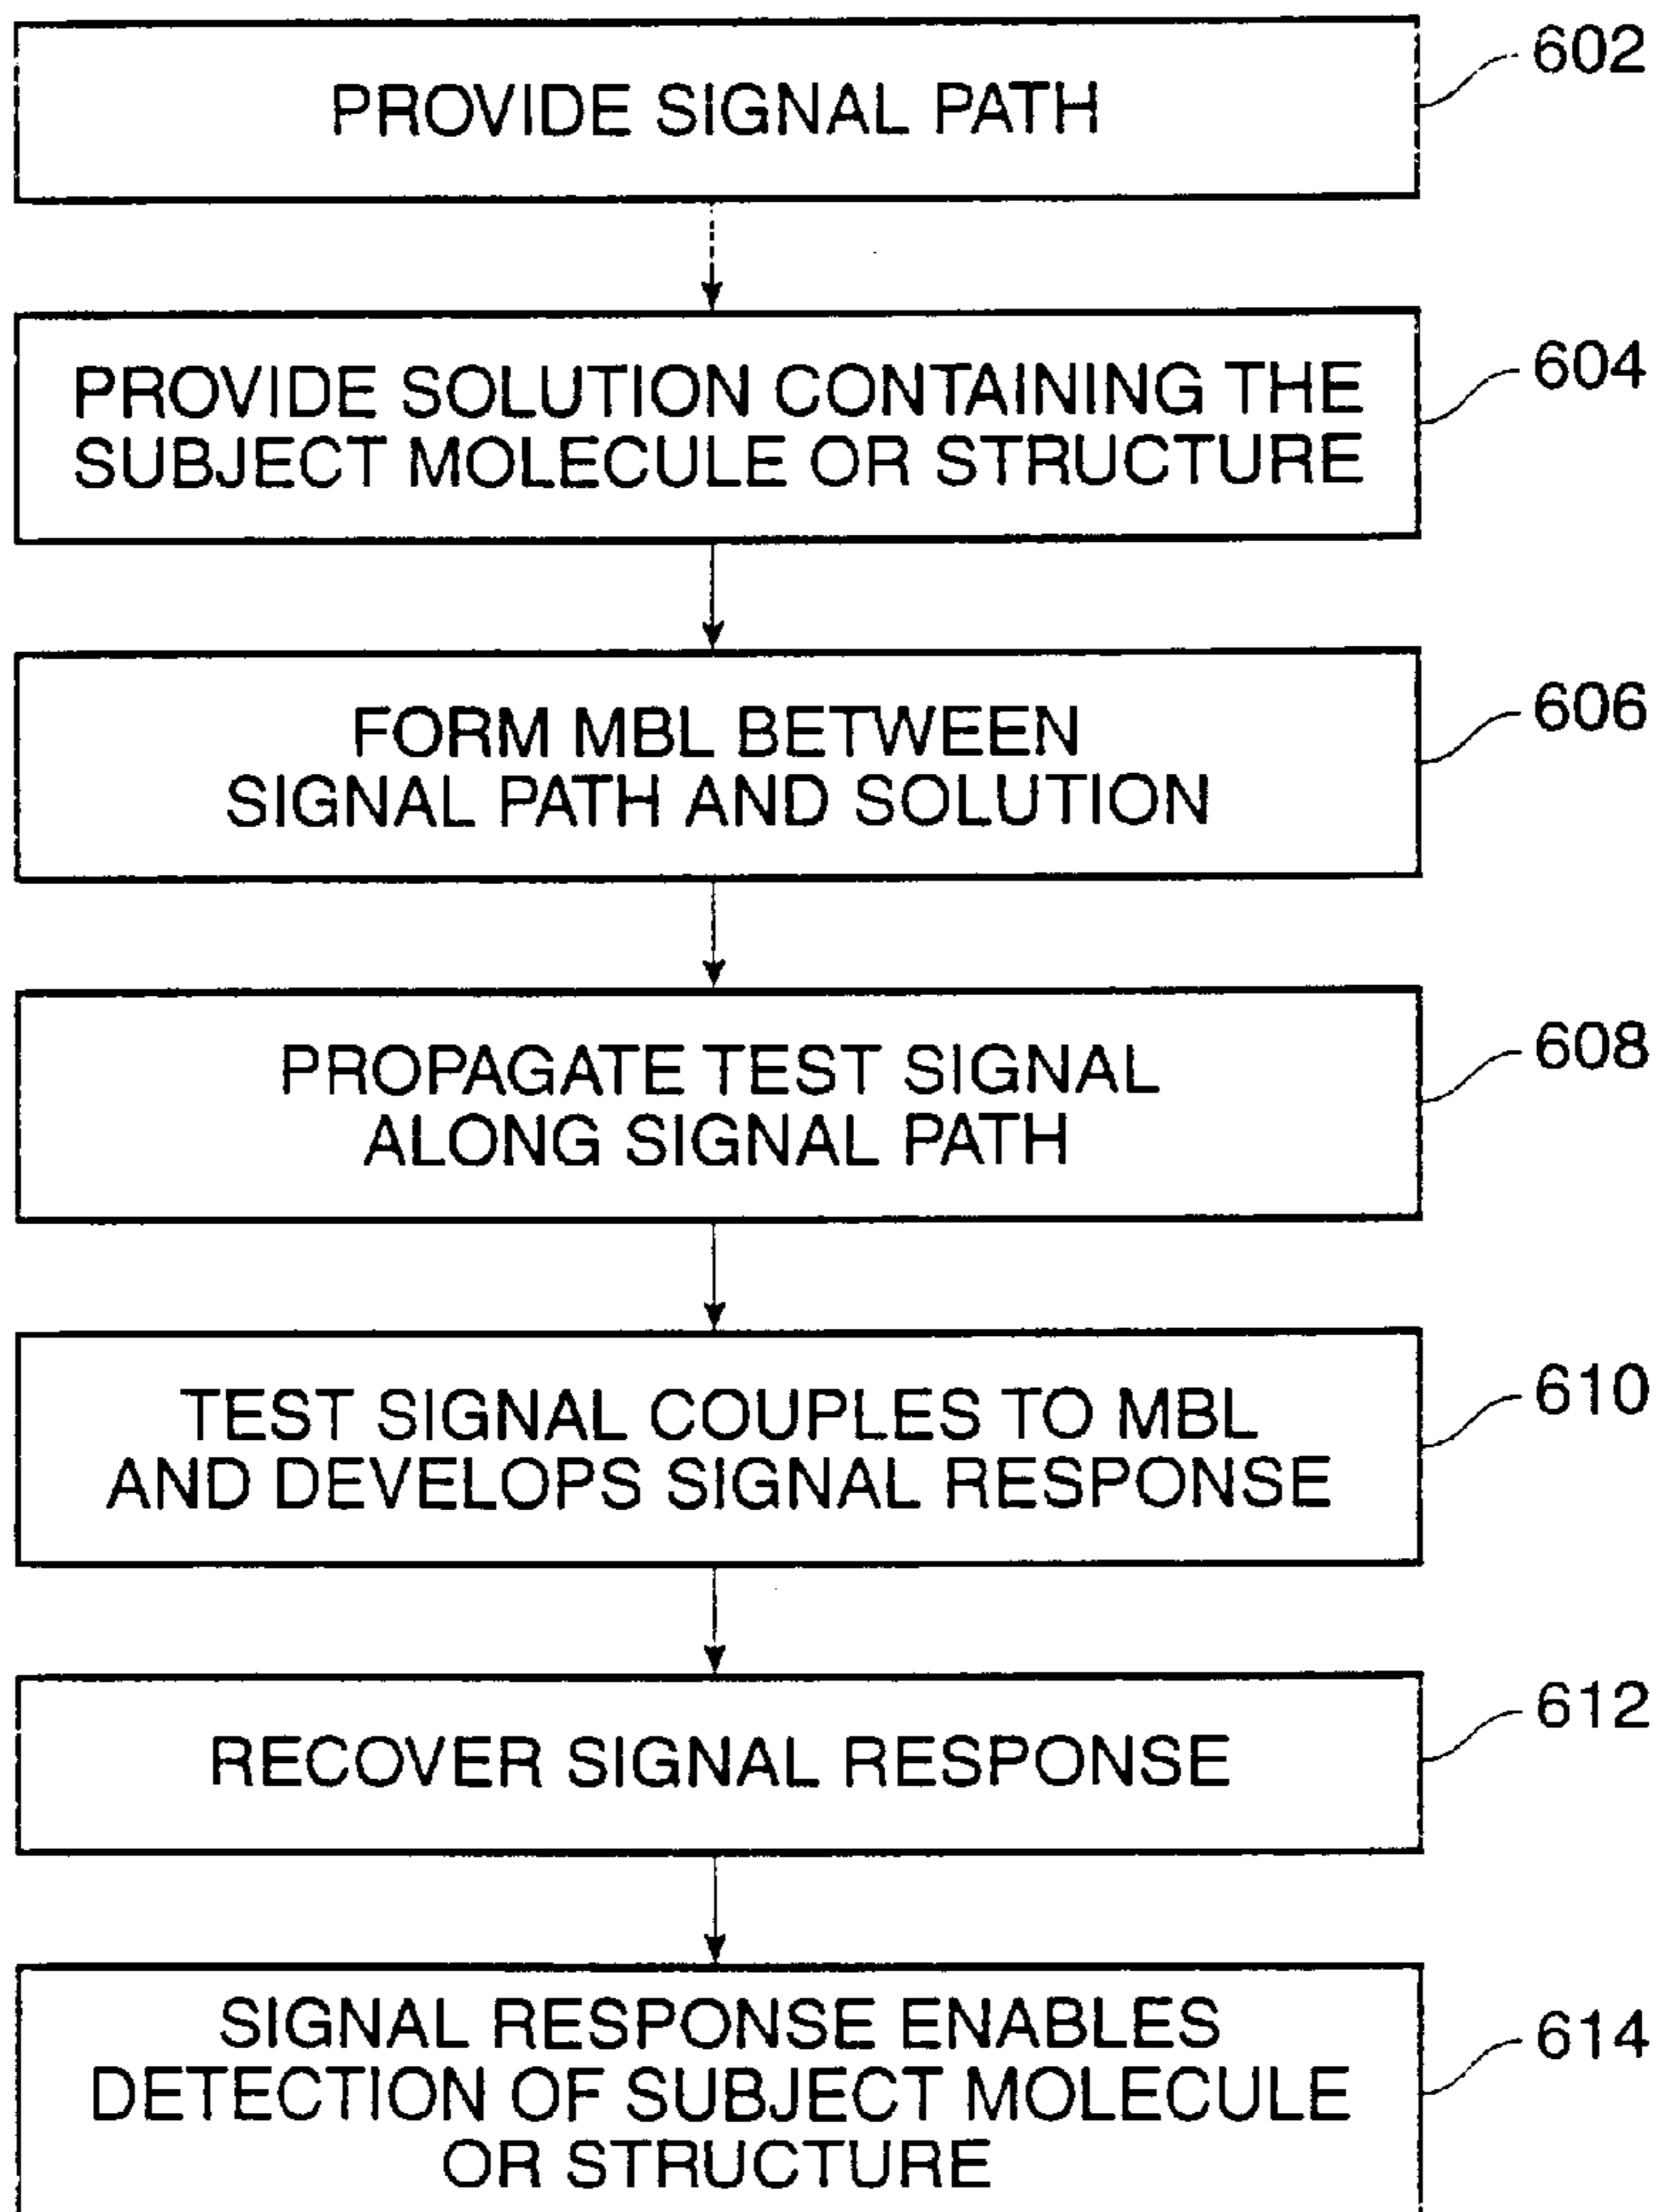 PROVIDE SIGNAL PATH
602
PROVIDE SOLUTION CONTAINING THE
SUBJECT MOLECULE OR STRUCTURE
604
FORM MBL BETWEEN
SIGNAL PATH AND SOLUTION
606
PROPAGATE TEST SIGNAL
ALONG SIGNAL PATH
608
TEST SIGNAL COUPLES TO MBL
AND DEVELOPS SIGNAL RESPONSE
610
RECOVER SIGNAL RESPONSE
612
SIGNAL RESPONSE ENABLES
DETECTION OF SUBJECT MOLECULE
OR STRUCTURE
614